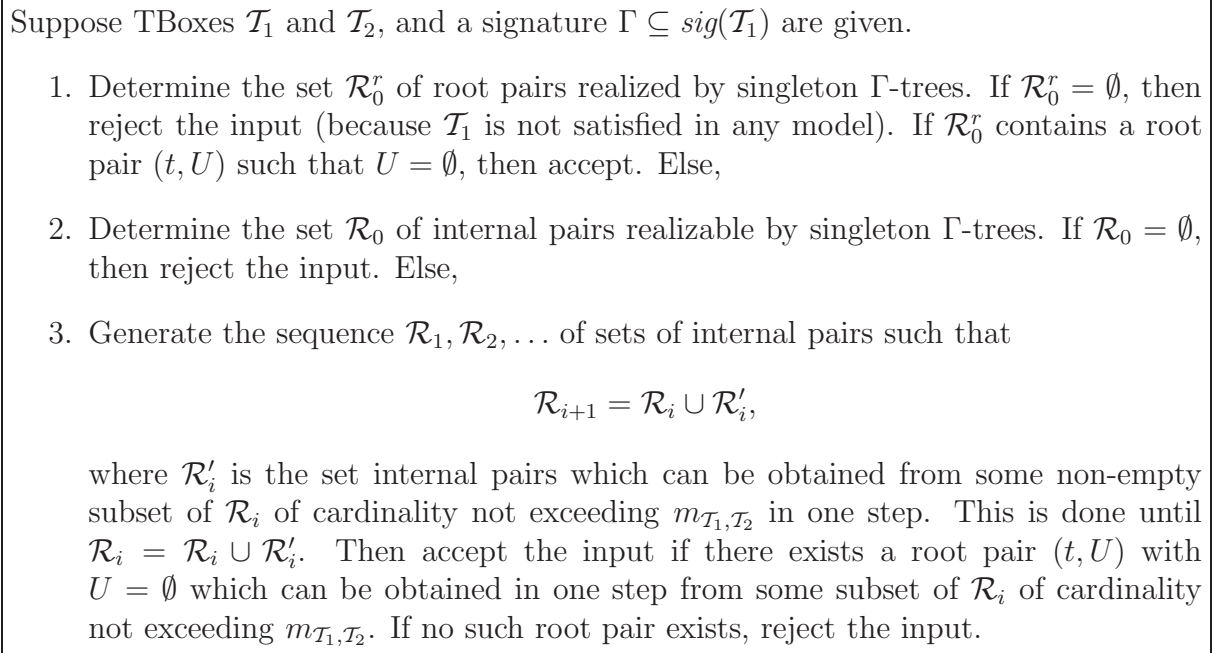 Suppose TBoxes 𝒯₁ and 𝒯₂, and a signature Γ ⊆ sig(𝒯₁) are given.
1. Determine the set ℛ₀ʳ of root pairs realized by singleton Γ-trees. If ℛ₀ʳ = ∅, then
reject the input (because 𝒯₁ is not satisfied in any model). If ℛ₀ʳ contains a root
pair (t, U) such that U = ∅, then accept. Else,
2. Determine the set ℛ₀ of internal pairs realizable by singleton Γ-trees. If ℛ₀ = ∅,
then reject the input. Else,
3. Generate the sequence ℛ₁, ℛ₂, . . . of sets of internal pairs such that
ℛᵢ₊₁ = ℛᵢ ∪ ℛ′ᵢ,
where ℛ′ᵢ is the set internal pairs which can be obtained from some non-empty
subset of ℛᵢ of cardinality not exceeding m_{𝒯₁,𝒯₂} in one step. This is done until
ℛᵢ = ℛᵢ ∪ ℛ′ᵢ. Then accept the input if there exists a root pair (t, U) with
U = ∅ which can be obtained in one step from some subset of ℛᵢ of cardinality
not exceeding m_{𝒯₁,𝒯₂}. If no such root pair exists, reject the input.